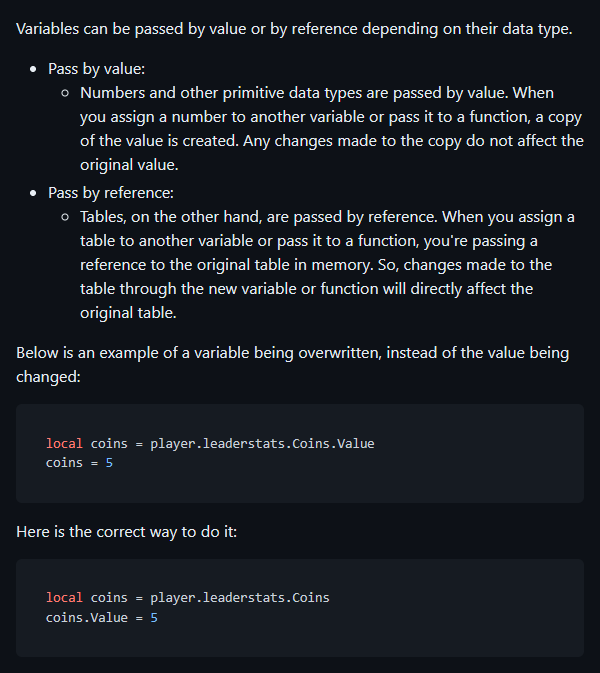 Variables can be passed by value or by reference depending on their data type.
Pass by value:
Numbers and other primitive data types are passed by value. When
you assign a number to another variable or pass it to a function, a copy
of the value is created. Any changes made to the copy do not affect the
original value.
Pass by reference:
Tables, on the other hand, are passed by reference. When you assign a
table to another variable or pass it to a function, you're passing a
reference to the original table in memory. So, changes made to the
table through the new variable or function will directly affect the
original table.
Below is an example of a variable being overwritten, instead of the value being
changed:
local coins = player.leaderstats.Coins.Value
coins = 5
Here is the correct way to do it:
local coins = player.leaderstats.Coins
coins.Value = 5